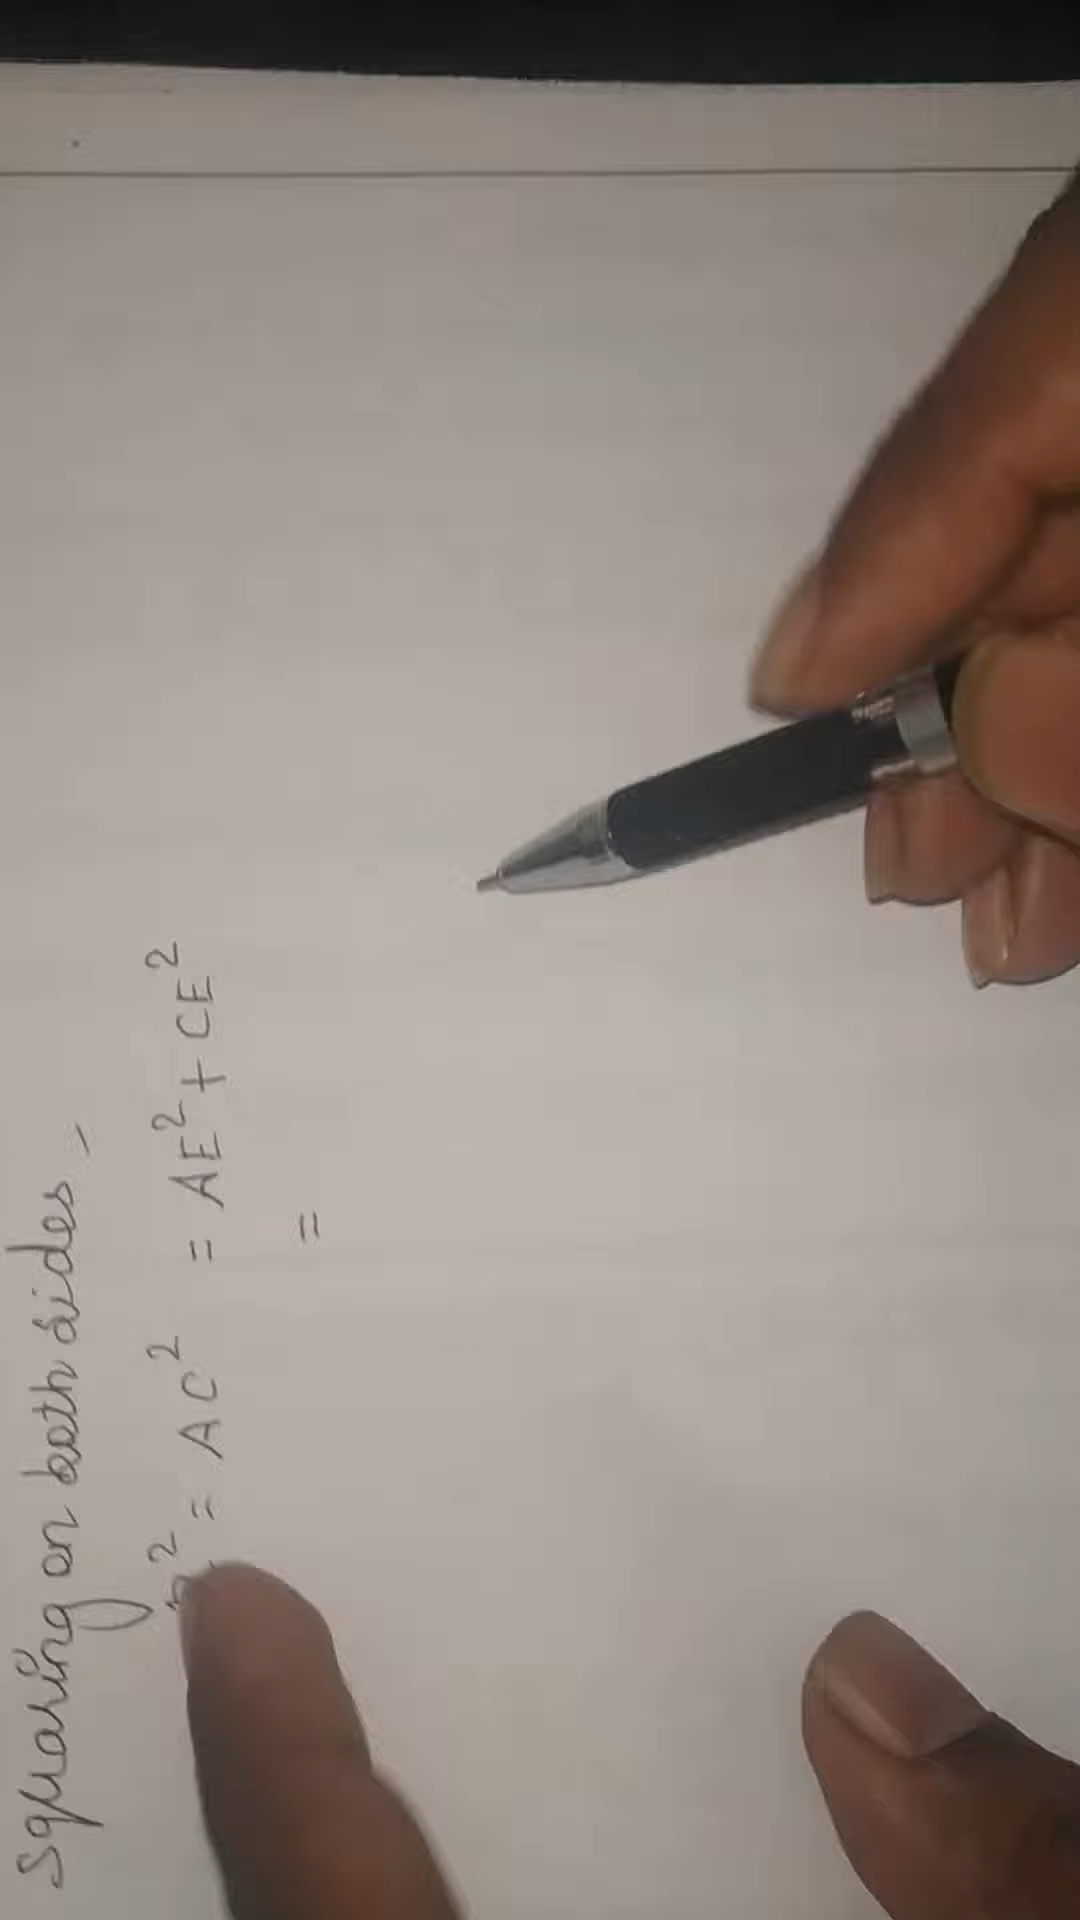 Squaring on both sides,
² = AC² = AE² + CE²
=